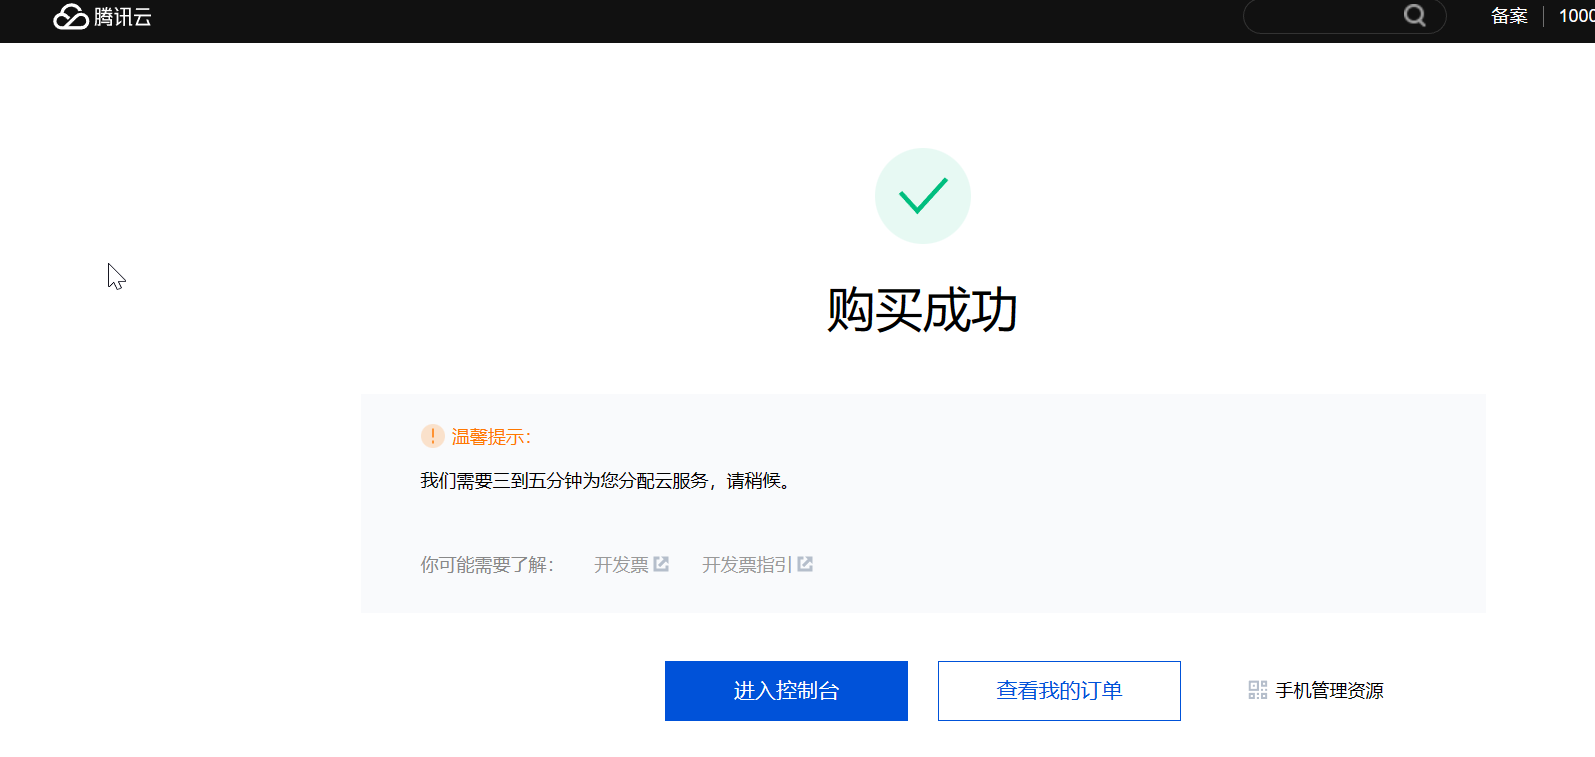 腾讯云
备案
1000
购买成功
温馨提示：
我们需要三到五分钟为您分配云服务，请稍候。
你可能需要了解： 开发票 开发票指引
进入控制台
查看我的订单
手机管理资源